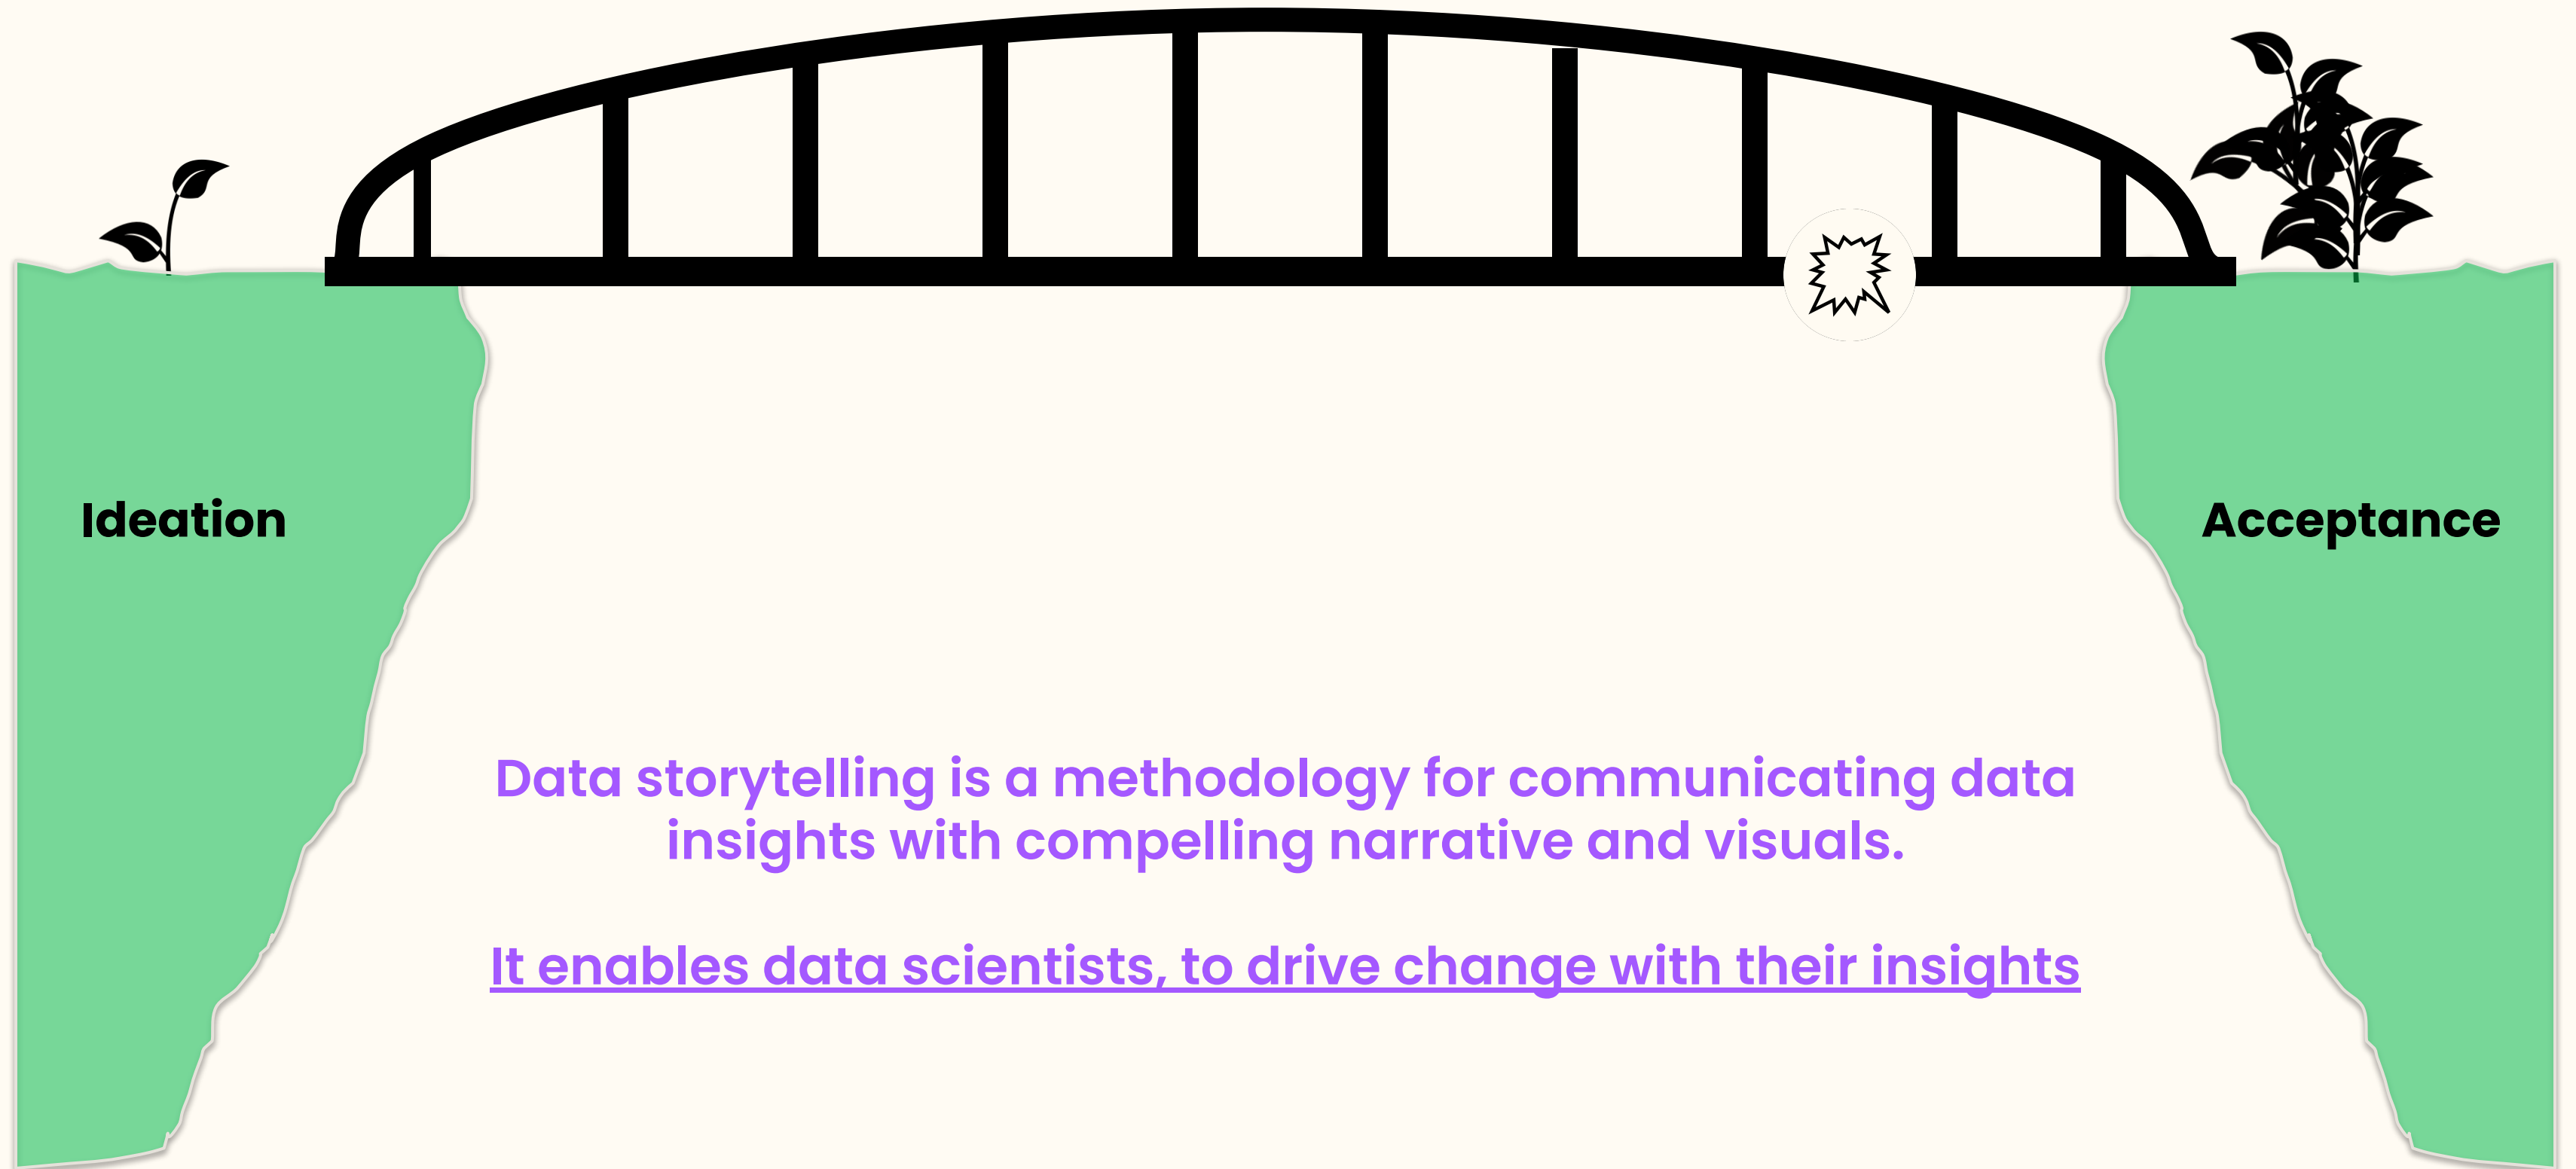 Ideation
Acceptance
Data storytelling is a methodology for communicating data
insights with compelling narrative and visuals.
It enables data scientists, to drive change with their insights